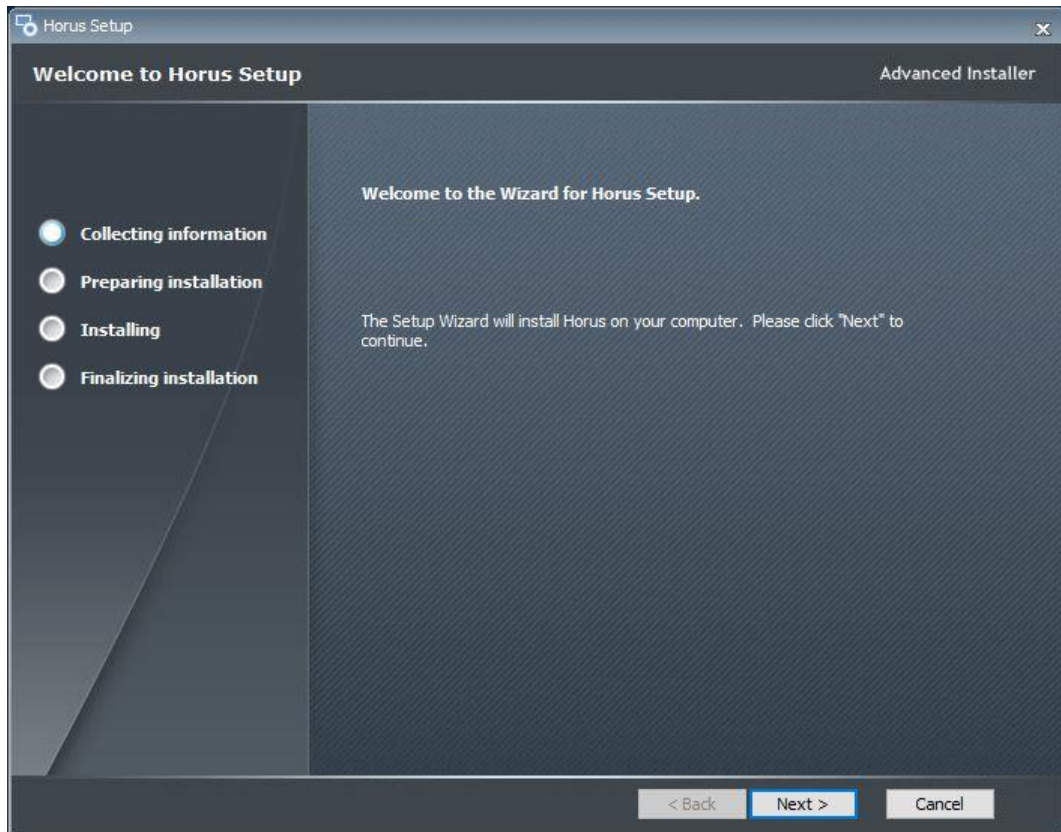 Horus Setup
x
Welcome to Horus Setup
Advanced Installer
Welcome to the Wizard for Horus Setup.
Collecting information
Preparing installation
Installing
Finalizing installation
The Setup Wizard will install Horus on your computer.  Please click "Next" to
continue.
< Back
Next >
Cancel